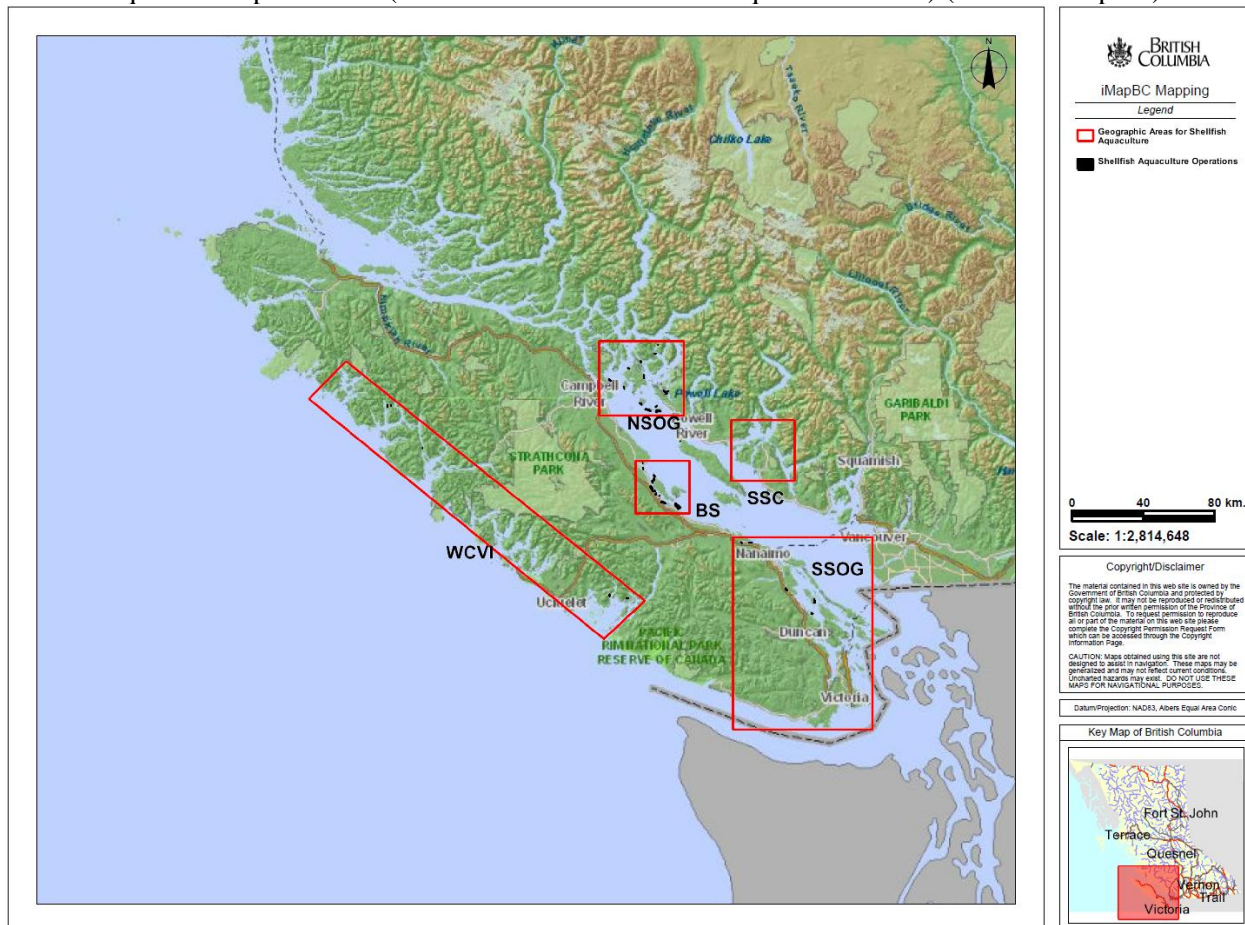 N
Chilko Lake
Taseko River
Nimpkish River
Campbell
River
Powell Lake
Powell
River
NSOG
GARIBALDI
PARK
STRATHCONA
PARK
Squamish
SSC
BS
WCVI
Nanaimo
Vancouver
SSOG
Ucluelet
Duncan
PACIFIC
RIM NATIONAL PARK
RESERVE OF CANADA
Victoria
BRITISH
COLUMBIA
iMapBC Mapping
Legend
Geographic Areas for Shellfish
Aquaculture
Shellfish Aquaculture Operations
0 40 80 km.
Scale: 1:2,814,648
Copyright/Disclaimer
The material contained in this web site is owned by the
Government of British Columbia and protected by
copyright law. It may not be reproduced or redistributed
without the prior written permission of the Province of
British Columbia. To request permission to reproduce
all or part of the material on this web site please
complete the Copyright Permission Request Form
which can be accessed through the Copyright
Information Page.
CAUTION: Maps obtained using this site are not
designed to assist in navigation. These maps may be
generalized and may not reflect current conditions.
Uncharted hazards may exist. DO NOT USE THESE
MAPS FOR NAVIGATIONAL PURPOSES.
Datum/Projection: NAD83, Albers Equal Area Conic
Key Map of British Columbia
Fort St. John
Terrace
Quesnel
Vernon
Trail
Victoria